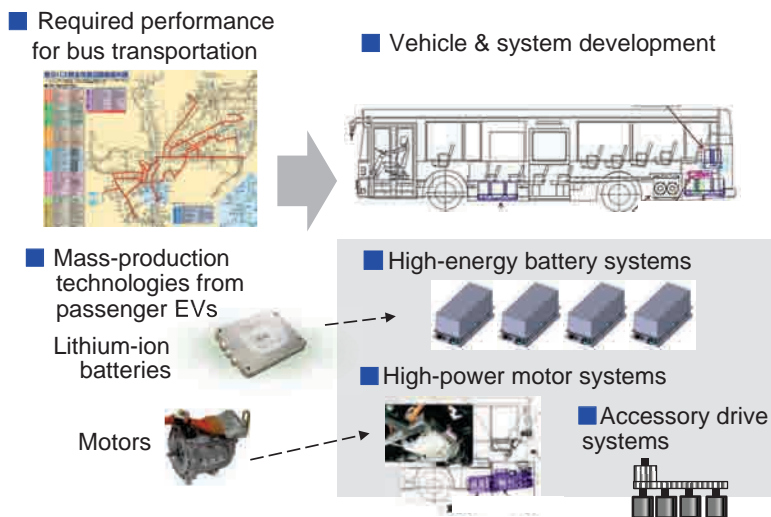 Required performance
for bus transportation
Vehicle & system development
Mass-production
technologies from
passenger EVs
Lithium-ion
batteries
Motors
High-energy battery systems
High-power motor systems
Accessory drive
systems